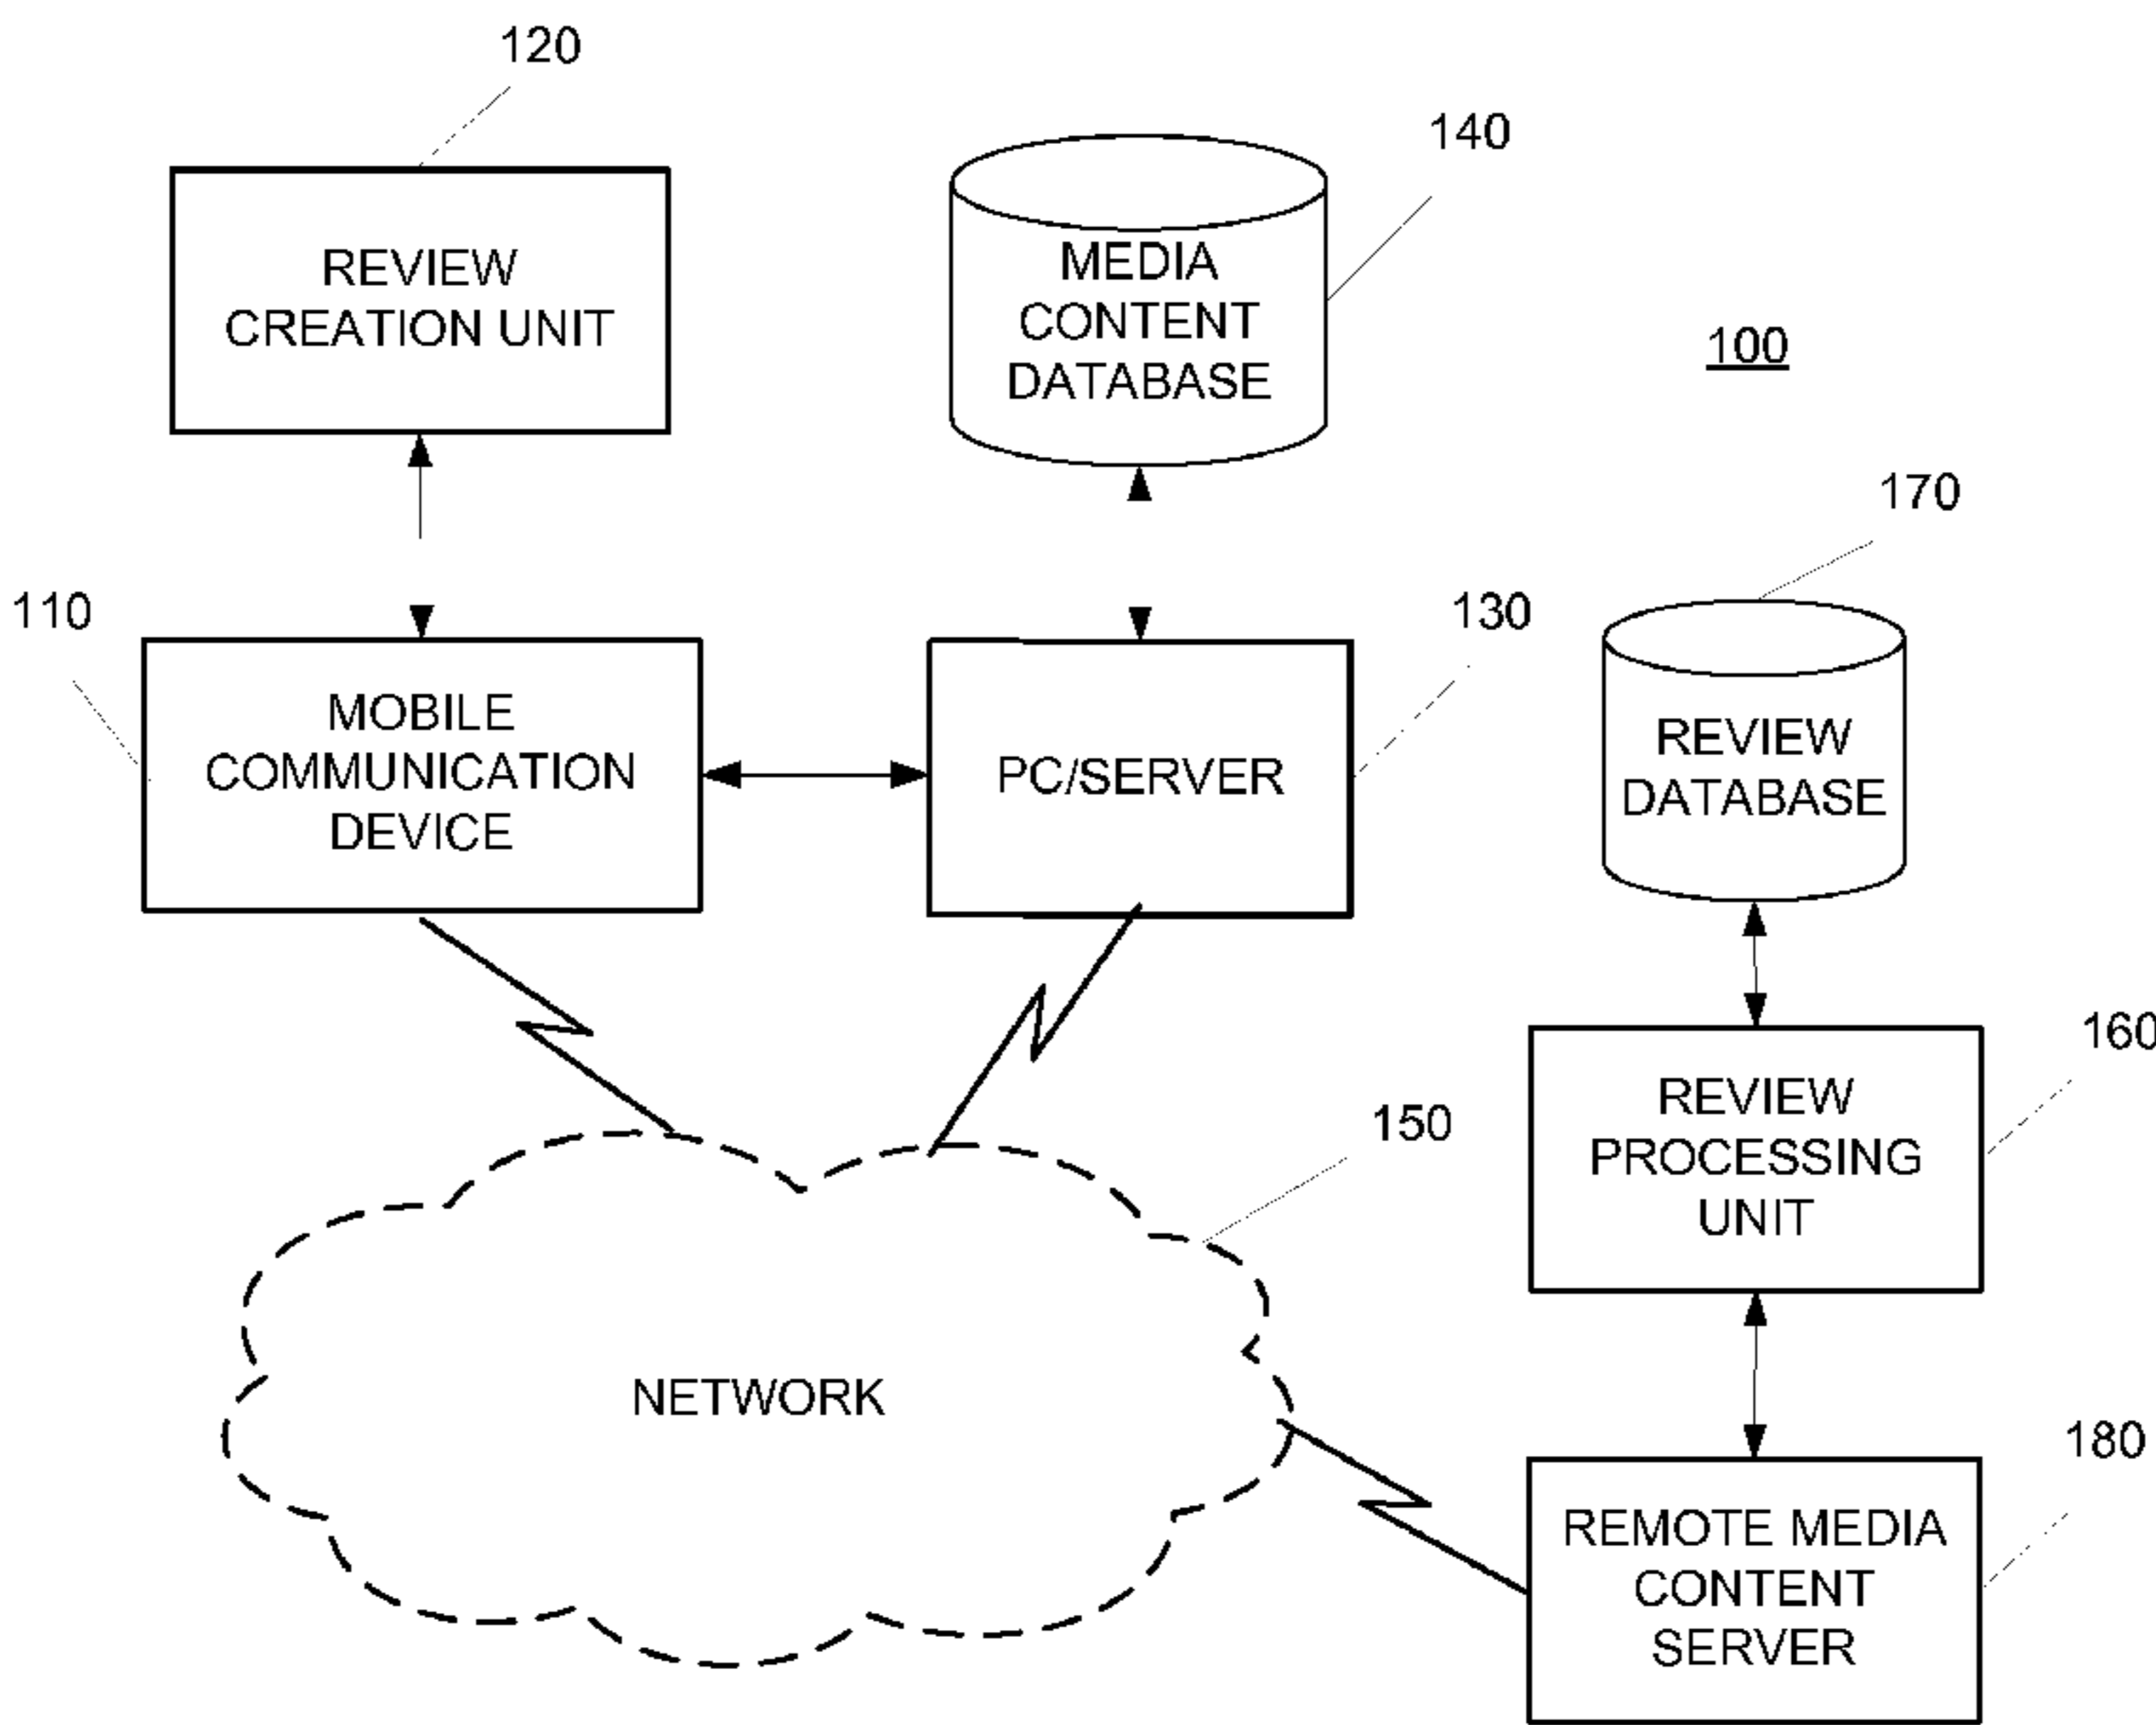 120
140
REVIEW
CREATION UNIT
MEDIA
CONTENT
DATABASE
100
170
110
130
MOBILE
COMMUNICATION
DEVICE
PC/SERVER
REVIEW
DATABASE
160
150
REVIEW
PROCESSING
UNIT
NETWORK
180
REMOTE MEDIA
CONTENT
SERVER